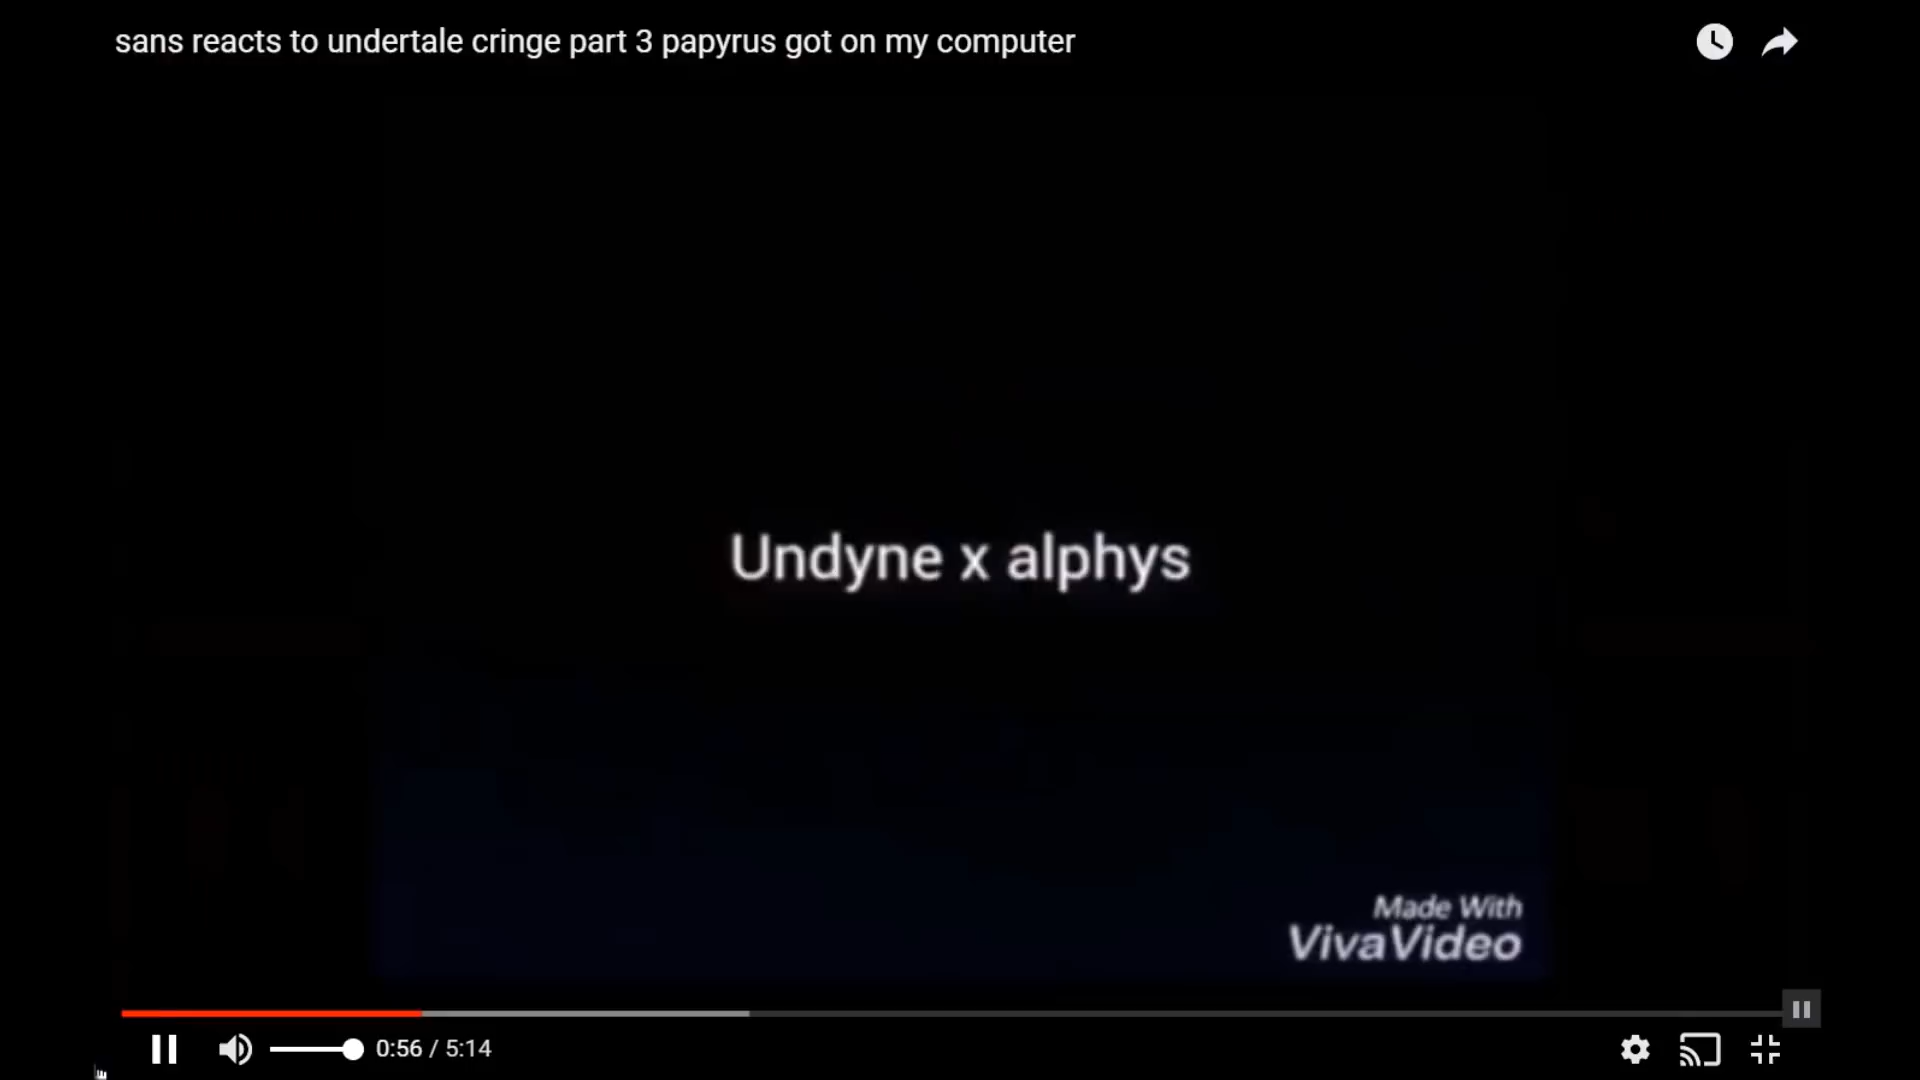 sans reacts to undertale cringe part 3 papyrus got on my computer
Undyne x alphys
Made With
VivaVideo
0:56 / 5:14